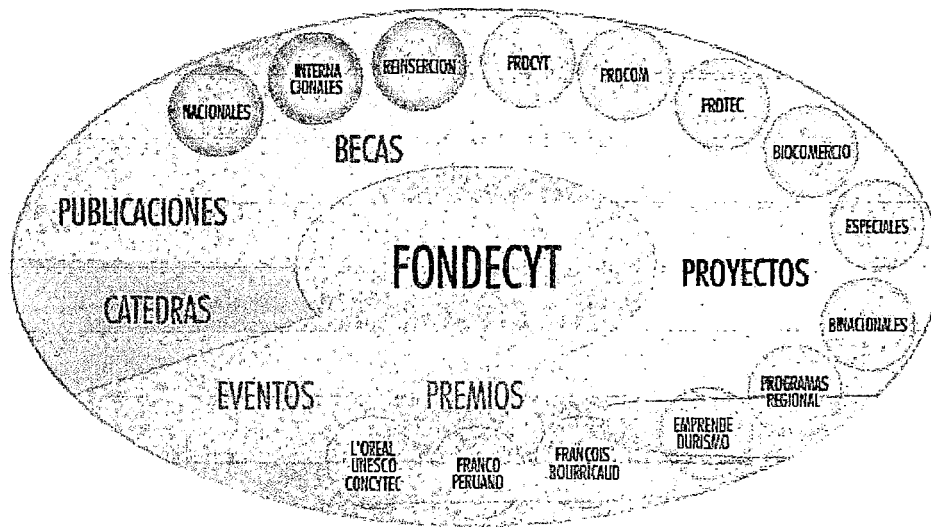 NACIONALES
INTERNA
CIONALES
REINSERCION
PROCYT
PROCOM
PROTEC
BIOCOMERCIO
ESPECIALES
BINACIONALES
PROGRAMAS
REGIONAL
EMPRENDE
DURISMO
FRANCOIS
BOURRICAUD
FRANCO
PERUANO
L'OREAL
UNESCO
CONCYTEC
BECAS
PUBLICACIONES
CATEDRAS
EVENTOS
PREMIOS
PROYECTOS
FONDECYT